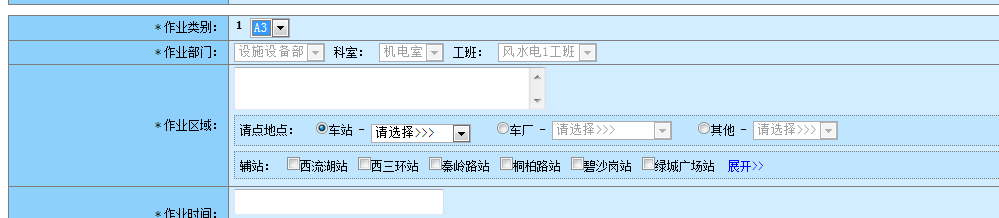 *作业类别： 1 A3
*作业部门： 设施设备部 科室： 机电室 工班： 风水电1工班
*作业区域：
请点地点： 车站 - 请选择>>> 车厂 - 请选择>>> 其他 - 请选择>>>
辅站： 西流湖站 西三环站 秦岭路站 桐柏路站 碧沙岗站 绿城广场站 展开>>
*作业时间：